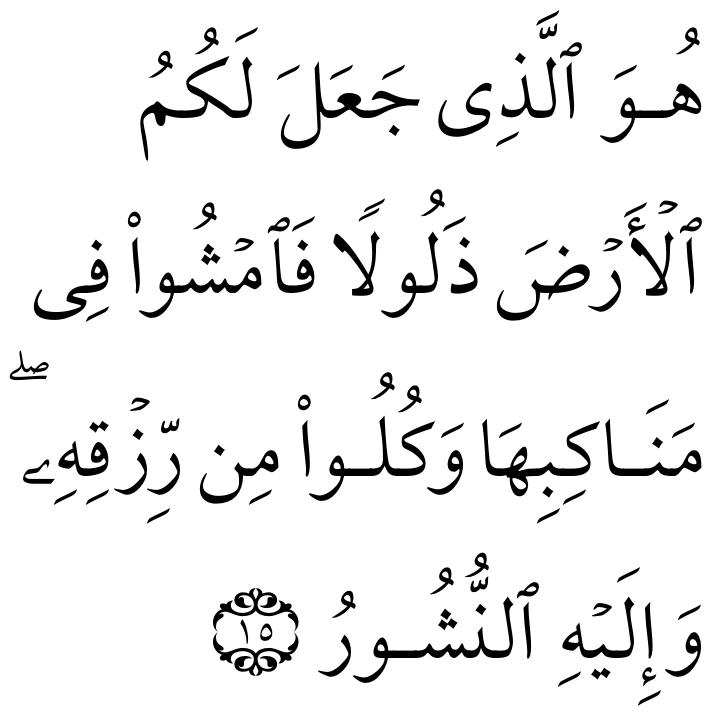 هُوَ ٱلَّذِى جَعَلَ لَكُمُ
ٱلْأَرْضَ ذَلُولًا فَٱمْشُوا۟ فِى
مَنَاكِبِهَا وَكُلُوا۟ مِن رِّزْقِهِۦ ۖ
وَإِلَيْهِ ٱلنُّشُورُ ١٥